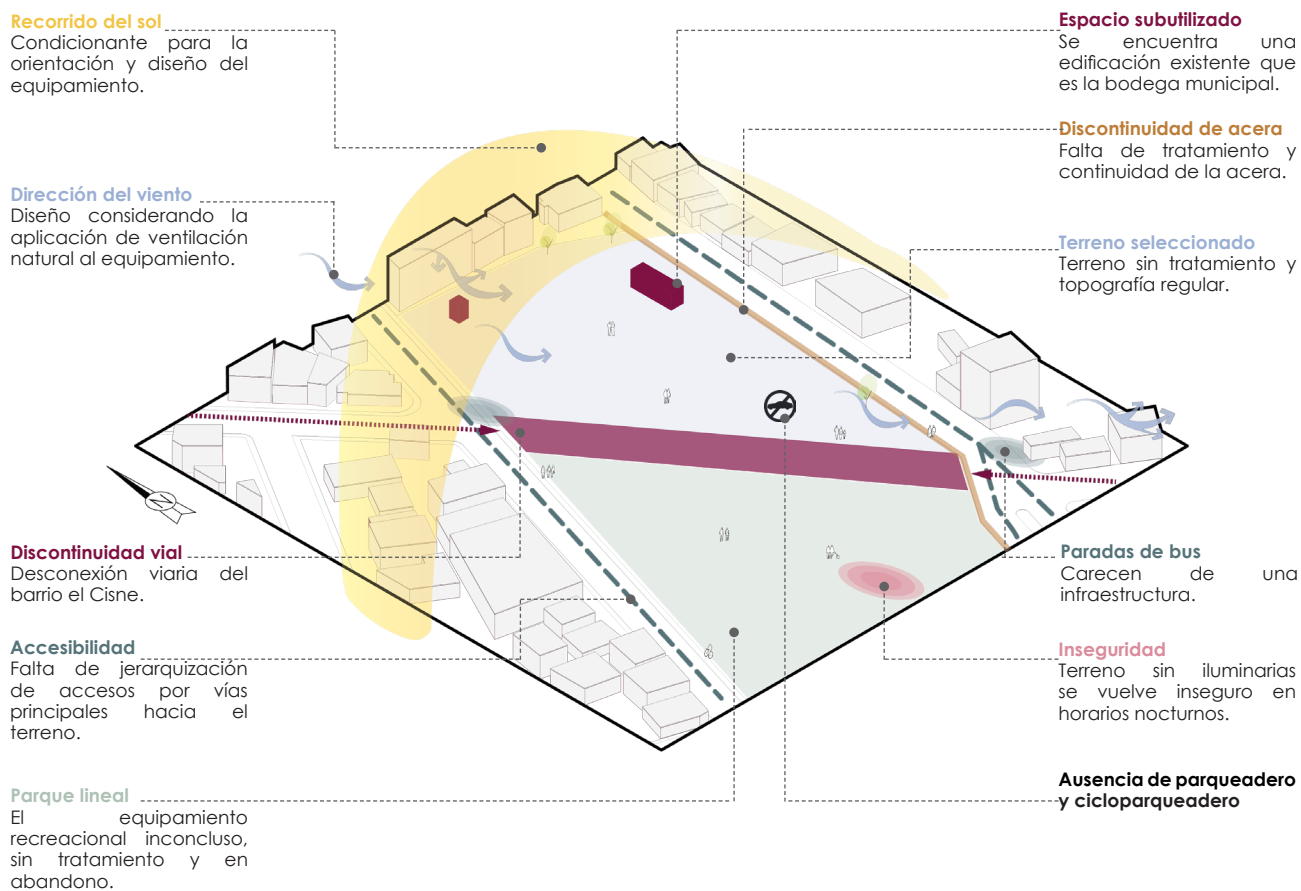 Recorrido del sol
Condicionante para la
orientación y diseño del
equipamiento.
Dirección del viento
Diseño considerando la
aplicación de ventilación
natural al equipamiento.
Discontinuidad vial
Desconexión viaria del
barrio el Cisne.
Accesibilidad
Falta de jerarquización
de accesos por vías
principales hacia el
terreno.
Parque lineal
El equipamiento
recreacional inconcluso,
sin tratamiento y en
abandono.
N
Espacio subutilizado
Se encuentra una
edificación existente que
es la bodega municipal.
Discontinuidad de acera
Falta de tratamiento y
continuidad de la acera.
Terreno seleccionado
Terreno sin tratamiento y
topografía regular.
Paradas de bus
Carecen de una
infraestructura.
Inseguridad
Terreno sin iluminarias
se vuelve inseguro en
horarios nocturnos.
Ausencia de parqueadero
y cicloparqueadero